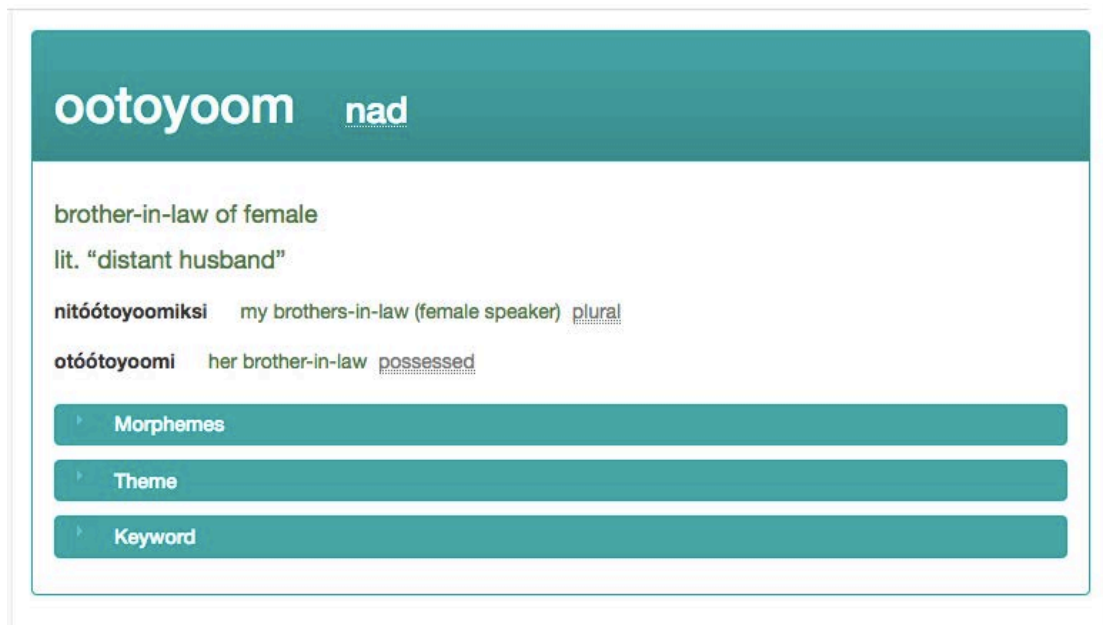 ootoyoom nad
brother-in-law of female
lit. “distant husband”
nitóótoyoomiksi my brothers-in-law (female speaker) plural
otóótoyoomi her brother-in-law possessed
Morphemes
Theme
Keyword